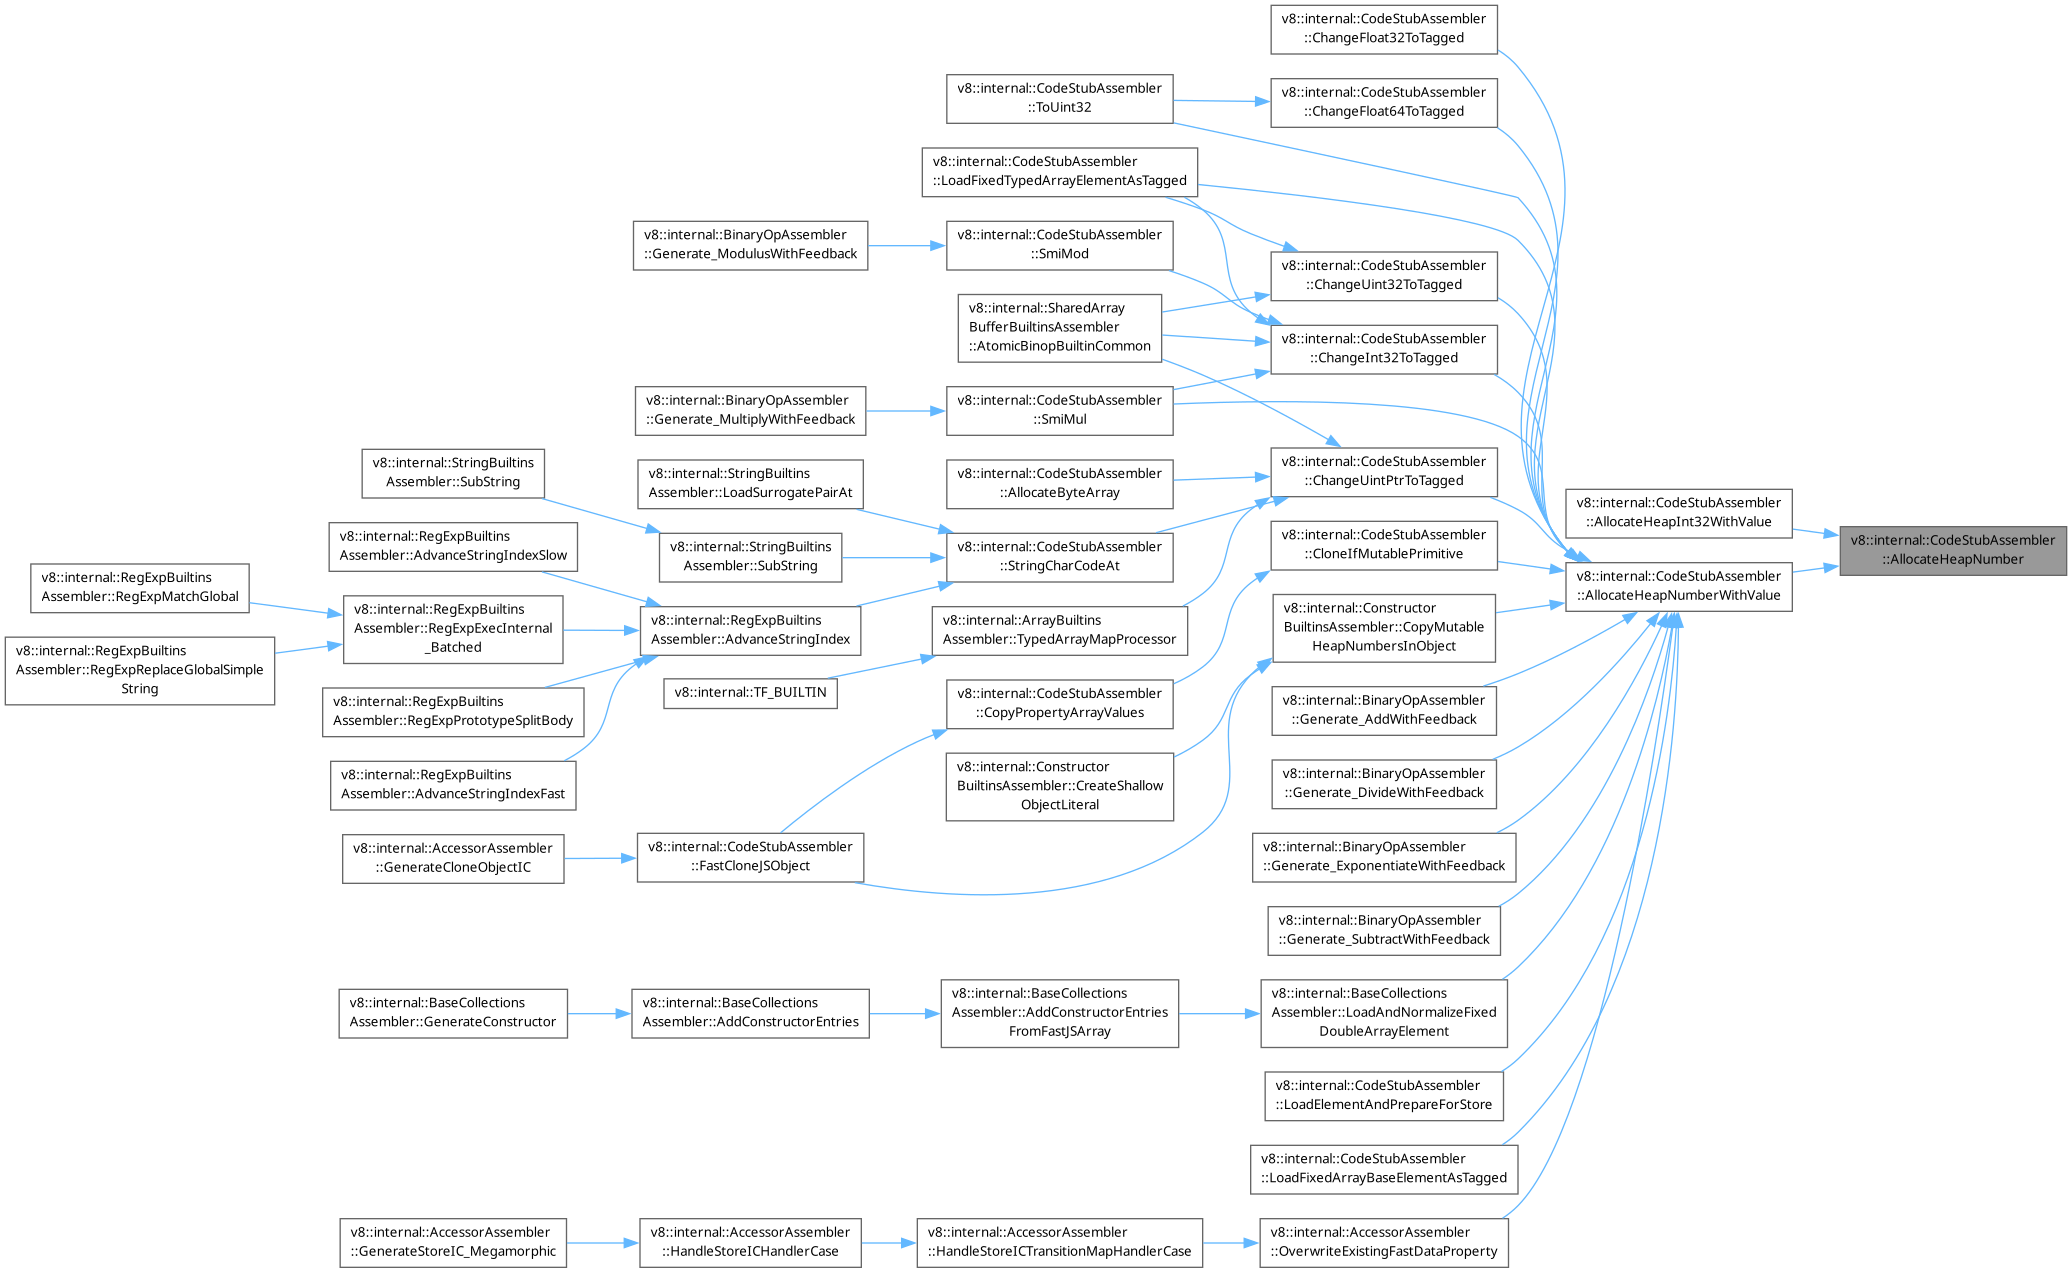 v8::internal::CodeStubAssembler
::ChangeFloat32ToTagged
v8::internal::CodeStubAssembler
::ToUint32
v8::internal::CodeStubAssembler
::ChangeFloat64ToTagged
v8::internal::CodeStubAssembler
::LoadFixedTypedArrayElementAsTagged
v8::internal::BinaryOpAssembler
::Generate_ModulusWithFeedback
v8::internal::CodeStubAssembler
::SmiMod
v8::internal::CodeStubAssembler
::ChangeUint32ToTagged
v8::internal::SharedArray
BufferBuiltinsAssembler
::AtomicBinopBuiltinCommon
v8::internal::CodeStubAssembler
::ChangeInt32ToTagged
v8::internal::BinaryOpAssembler
::Generate_MultiplyWithFeedback
v8::internal::CodeStubAssembler
::SmiMul
v8::internal::StringBuiltins
Assembler::SubString
v8::internal::StringBuiltins
Assembler::LoadSurrogatePairAt
v8::internal::CodeStubAssembler
::AllocateByteArray
v8::internal::CodeStubAssembler
::ChangeUintPtrToTagged
v8::internal::CodeStubAssembler
::AllocateHeapInt32WithValue
v8::internal::CodeStubAssembler
::AllocateHeapNumber
v8::internal::RegExpBuiltins
Assembler::AdvanceStringIndexSlow
v8::internal::StringBuiltins
Assembler::SubString
v8::internal::CodeStubAssembler
::StringCharCodeAt
v8::internal::CodeStubAssembler
::CloneIfMutablePrimitive
v8::internal::CodeStubAssembler
::AllocateHeapNumberWithValue
v8::internal::RegExpBuiltins
Assembler::RegExpMatchGlobal
v8::internal::RegExpBuiltins
Assembler::RegExpExecInternal
_Batched
v8::internal::RegExpBuiltins
Assembler::AdvanceStringIndex
v8::internal::ArrayBuiltins
Assembler::TypedArrayMapProcessor
v8::internal::Constructor
BuiltinsAssembler::CopyMutable
HeapNumbersInObject
v8::internal::RegExpBuiltins
Assembler::RegExpReplaceGlobalSimple
String
v8::internal::RegExpBuiltins
Assembler::RegExpPrototypeSplitBody
v8::internal::TF_BUILTIN
v8::internal::CodeStubAssembler
::CopyPropertyArrayValues
v8::internal::BinaryOpAssembler
::Generate_AddWithFeedback
v8::internal::RegExpBuiltins
Assembler::AdvanceStringIndexFast
v8::internal::Constructor
BuiltinsAssembler::CreateShallow
ObjectLiteral
v8::internal::BinaryOpAssembler
::Generate_DivideWithFeedback
v8::internal::AccessorAssembler
::GenerateCloneObjectIC
v8::internal::CodeStubAssembler
::FastCloneJSObject
v8::internal::BinaryOpAssembler
::Generate_ExponentiateWithFeedback
v8::internal::BinaryOpAssembler
::Generate_SubtractWithFeedback
v8::internal::BaseCollections
Assembler::GenerateConstructor
v8::internal::BaseCollections
Assembler::AddConstructorEntries
v8::internal::BaseCollections
Assembler::AddConstructorEntries
FromFastJSArray
v8::internal::BaseCollections
Assembler::LoadAndNormalizeFixed
DoubleArrayElement
v8::internal::CodeStubAssembler
::LoadElementAndPrepareForStore
v8::internal::CodeStubAssembler
::LoadFixedArrayBaseElementAsTagged
v8::internal::AccessorAssembler
::GenerateStoreIC_Megamorphic
v8::internal::AccessorAssembler
::HandleStoreICHandlerCase
v8::internal::AccessorAssembler
::HandleStoreICTransitionMapHandlerCase
v8::internal::AccessorAssembler
::OverwriteExistingFastDataProperty